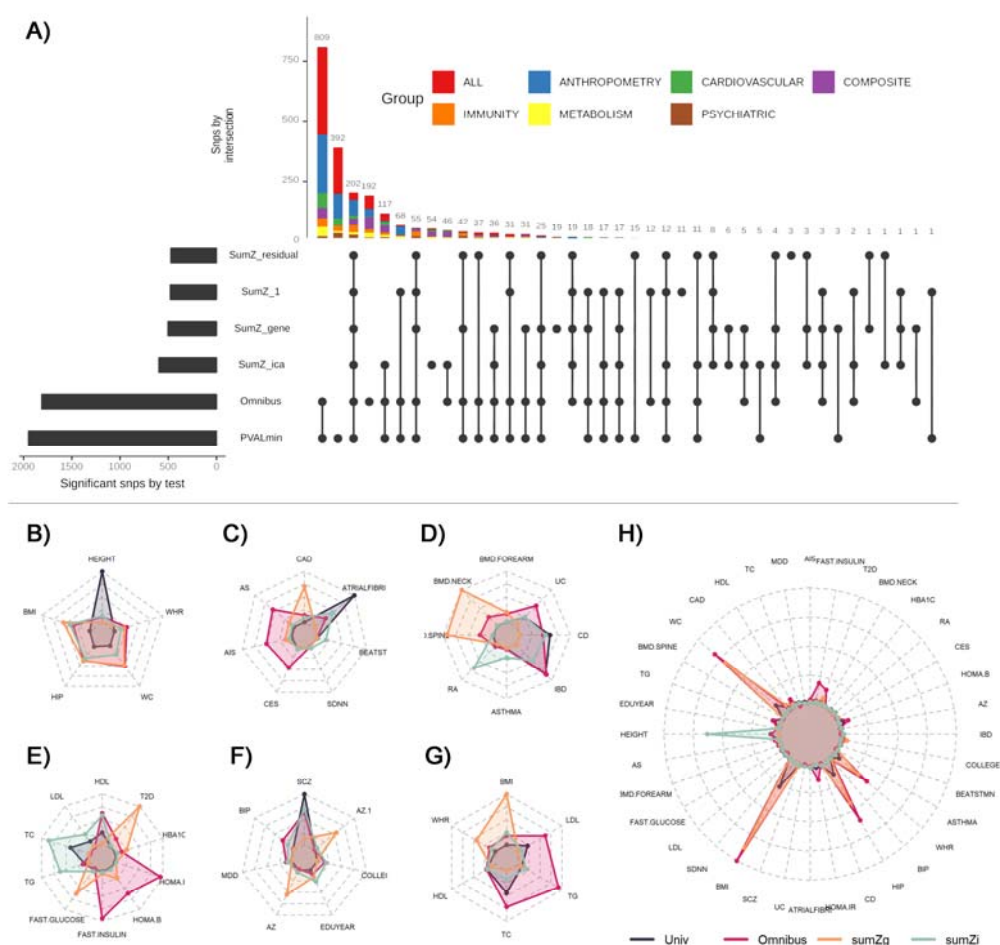 A)
809
750
500
250
0
Snps by
intersection
Group
ALL
ANTHROPOMETRY
CARDIOVASCULAR
COMPOSITE
IMMUNITY
METABOLISM
PSYCHIATRIC
392
202
192
117
68
55
54
46
47
37
36
31
31
25
19
19
18
17
17
15
12
12
11
11
8
6
5
5
4
3
3
3
2
2
1
1
1
1
1
SumZ_residual
SumZ_1
SumZ_gene
SumZ_ica
Omnibus
PVALmin
2000
1500
1000
500
0
Significant snps by test
B)
HEIGHT
BMI
WHR
HIP
WC
C)
CAD
AS
ATRIALFIBRI
AIS
BEATST
CES
SDNN
D)
BMD.FOREARM
BMD.NECK
UC
D.SPINE
CD
RA
IBD
ASTHMA
E)
HDL
LDL
T2D
TC
HBA1C
TG
HOMA.I
FAST.GLUCOSE
HOMA.B
FAST.INSULIN
F)
SCZ
BIP
AZ.1
MDD
COLLEI
AZ
EDUYEAR
G)
BMI
WHR
LDL
HDL
TG
TC
H)
AIS
FAST.INSULIN
MDD
T2D
TC
BMD.NECK
HDL
HBA1C
CAD
RA
WC
CES
BMD.SPINE
HOMA.B
TG
AZ
EDUYEAR
IBD
HEIGHT
COLLEGE
AS
BEATSTMN
3MD.FOREARM
ASTHMA
FAST.GLUCOSE
WHR
LDL
BIP
SDNN
HIP
BMI
CD
SCZ
HOMA.IR
UC
ATRIALFIBRI
Univ
Omnibus
sumZg
sumZi